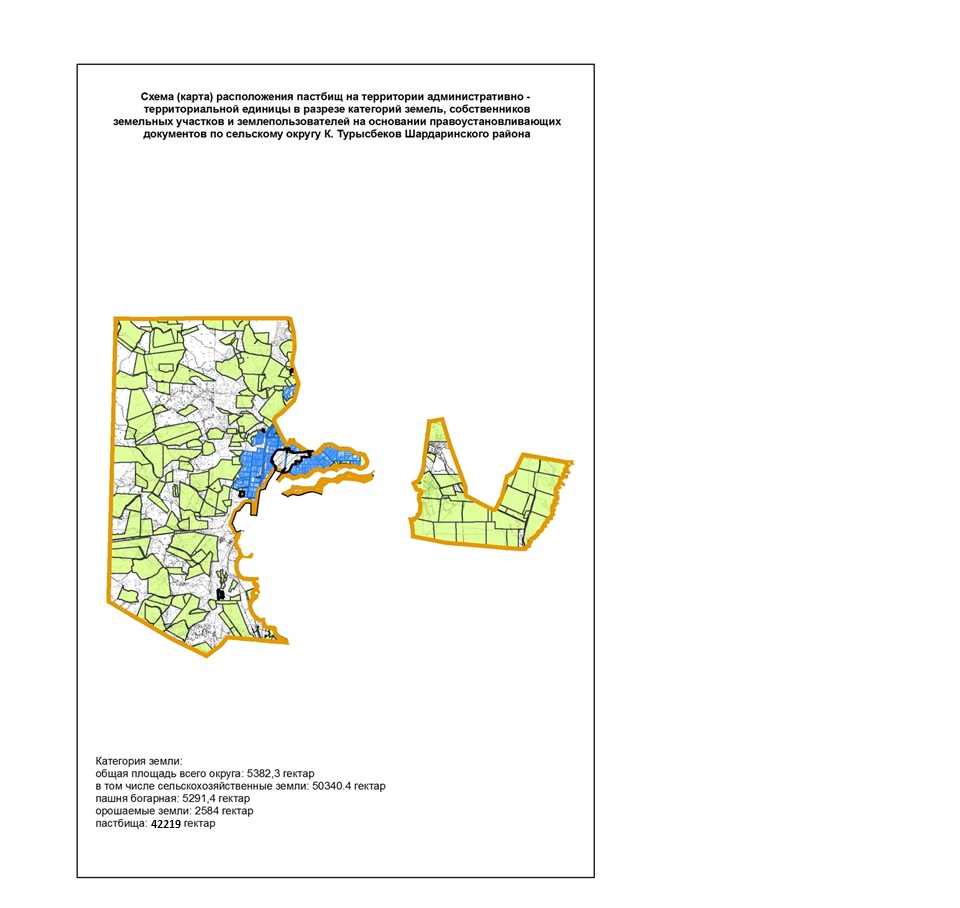 Схема (карта) расположения пастбищ на территории административно -
территориальной единицы в разрезе категорий земель, собственников
земельных участков и землепользователей на основании правоустановливающих
документов по сельскому округу К. Турысбеков Шардаринского района
Категория земли:
общая площадь всего округа: 5382,3 гектар
в том числе сельскохозяйственные земли: 50340.4 гектар
пашня богарная: 5291,4 гектар
орошаемые земли: 2584 гектар
пастбища: 42219 гектар